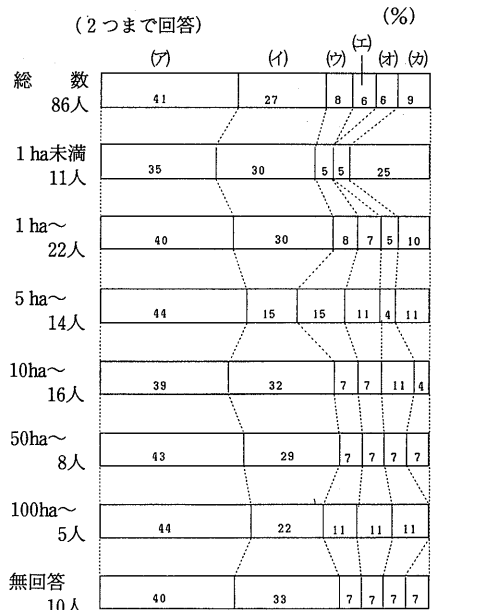 (2つまで回答) (%)
(ア) (イ) (ウ) (エ) (オ) (カ)
総 数
86人
41 27 8 6 6 9
1ha未満
11人
35 30 5 5 25
1ha～
22人
40 30 8 7 5 10
5ha～
14人
44 15 15 11 4 11
10ha～
16人
39 32 7 7 11 4
50ha～
8人
43 29 7 7 7 7
100ha～
5人
44 22 11 11 11
無回答
10人
40 33 7 7 7 7